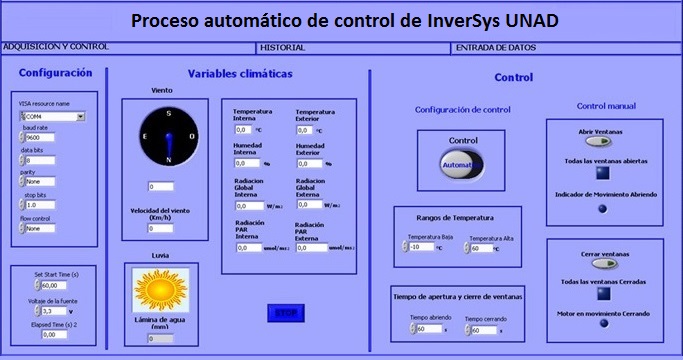 Proceso automático de control de InverSys UNAD
ADQUISICION Y CONTROL
HISTORIAL
ENTRADA DE DATOS
Configuración
VISA resource name
COM4
baud rate
9600
data bits
8
parity
None
stop bits
1.0
flow control
None
Set Start Time (s)
60,00
Voltaje de la fuente
3,3 v
Elapsed Time (s) 2
0,00
Variables climáticas
Viento
S
E O
N
0
Velocidad del viento
(Km/h)
0
Lluvia
Lámina de agua
(mm)
0
Temperatura
Interna
0,0 °C
Temperatura
Exterior
0,0 °C
Humedad
Interna
0,0 %
Humedad
Exterior
0,0 %
Radiacion
Global
Interna
0,0 W/m²
Radiacion
Global
Externa
0,0 W/m²
Radiación
PAR
Interna
0,0 umol/ms²
Radiación
PAR
Externa
0,0 umol/ms²
STOP
Control
Configuración de control
Control
Automati
Rangos de Temperatura
Temperatura Baja
-10 °C
Temperatura Alta
60 °C
Tiempo de apertura y cierre de ventanas
Tiempo abriendo
60 s
Tiempo cerrando
60 s
Control manual
Abrir Ventanas
Todas las ventanas abiertas
Indicador de Movimiento Abriendo
Cerrar ventanas
Todas las ventanas Cerradas
Motor en movimiento Cerrando